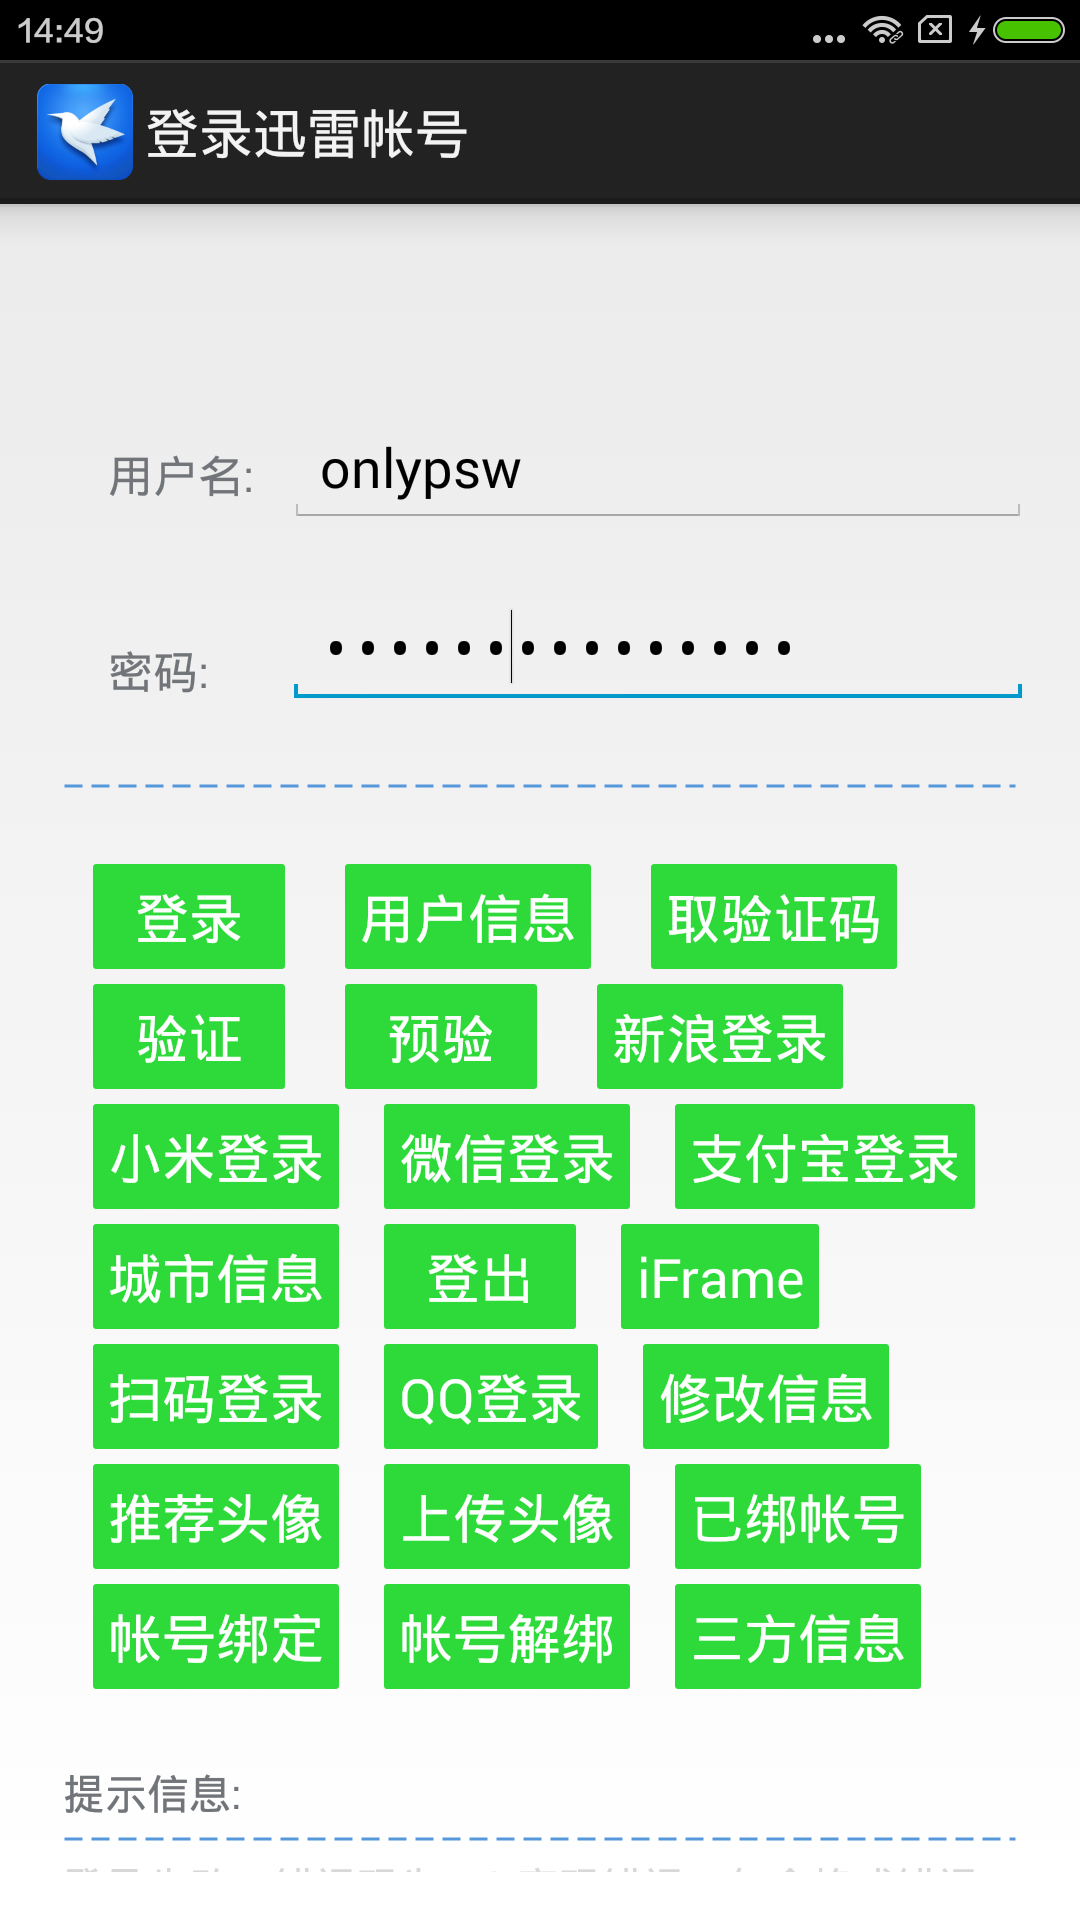 14:49
登录迅雷帐号
用户名: onlypsw
密码: •••••••••••••••
登录 用户信息 取验证码
验证 预验 新浪登录
小米登录 微信登录 支付宝登录
城市信息 登出 iFrame
扫码登录 QQ登录 修改信息
推荐头像 上传头像 已绑帐号
帐号绑定 帐号解绑 三方信息
提示信息: